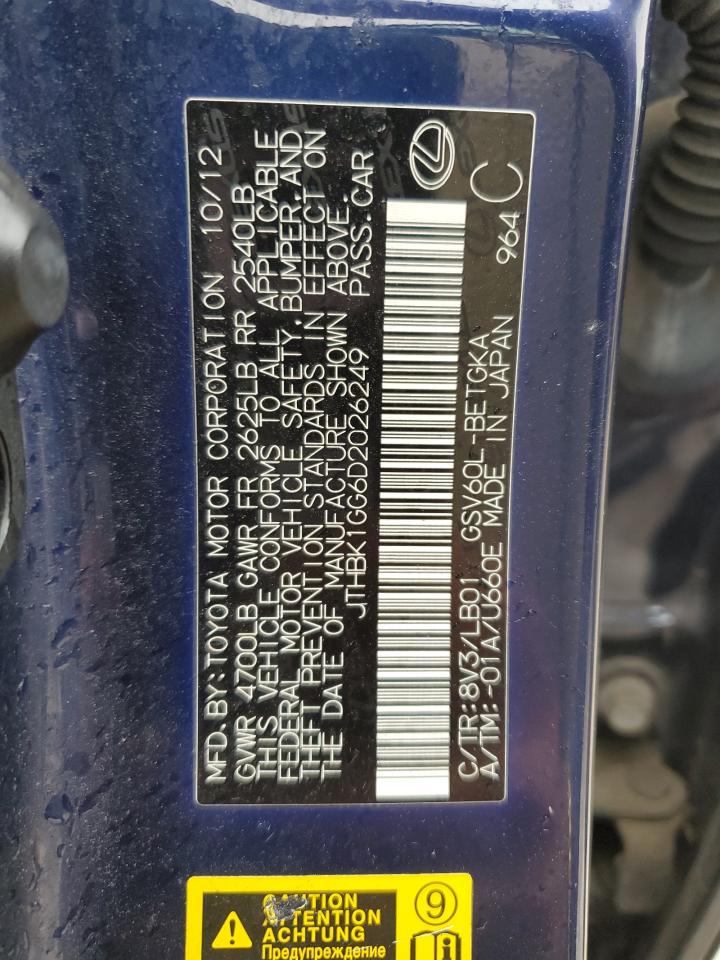 MFD.BY:TOYOTA MOTOR CORPORATION 10/12
GVWR 4700LB GAWR FR 2625LB RR 2540LB
THIS VEHICLE CONFORMS TO ALL APPLICABLE
FEDERAL MOTOR VEHICLE SAFETY,BUMPER,AND
THEFT PREVENTION STANDARDS IN EFFECT ON
THE DATE OF MANUFACTURE SHOWN ABOVE.
JTHBK1GG6D2026249 PASS.CAR
C/TR:8V3/LB01 GSV60L-BETGKA
A/TM:-01A/U660E MADE IN JAPAN 964 C
CAUTION
ATTENTION
ACHTUNG
Предупреждение
9